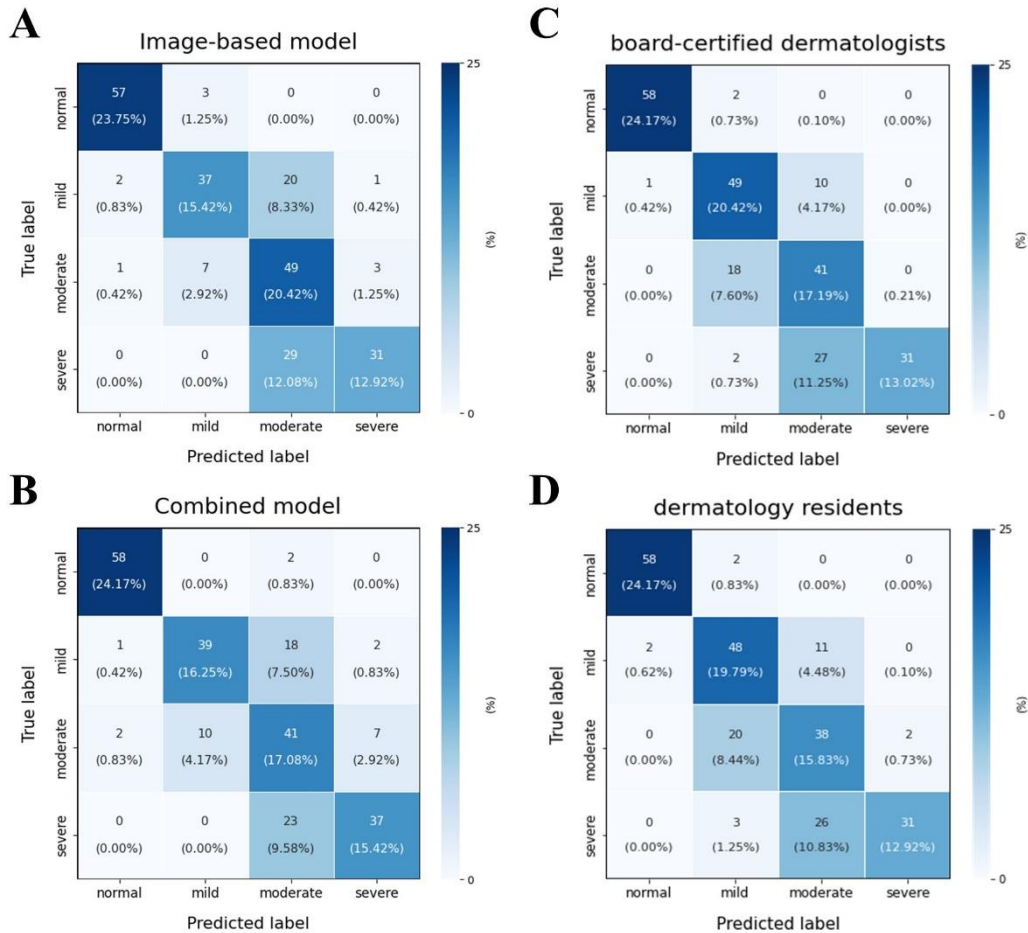 A
Image-based model
25
normal
57 3 0 0
(23.75%) (1.25%) (0.00%) (0.00%)
mild
2 37 20 1
(0.83%) (15.42%) (8.33%) (0.42%)
True label
(%)
moderate
1 7 49 3
(0.42%) (2.92%) (20.42%) (1.25%)
severe
0 0 29 31
(0.00%) (0.00%) (12.08%) (12.92%)
0
normal mild moderate severe
Predicted label
C
board-certified dermatologists
25
normal
58 2 0 0
(24.17%) (0.73%) (0.10%) (0.00%)
mild
1 49 10 0
(0.42%) (20.42%) (4.17%) (0.00%)
True label
(%)
moderate
0 18 41 0
(0.00%) (7.60%) (17.19%) (0.21%)
severe
0 2 27 31
(0.00%) (0.73%) (11.25%) (13.02%)
0
normal mild moderate severe
Predicted label
B
Combined model
25
normal
58 0 2 0
(24.17%) (0.00%) (0.83%) (0.00%)
mild
1 39 18 2
(0.42%) (16.25%) (7.50%) (0.83%)
True label
(%)
moderate
2 10 41 7
(0.83%) (4.17%) (17.08%) (2.92%)
severe
0 0 23 37
(0.00%) (0.00%) (9.58%) (15.42%)
0
normal mild moderate severe
Predicted label
D
dermatology residents
25
normal
58 2 0 0
(24.17%) (0.83%) (0.00%) (0.00%)
mild
2 48 11 0
(0.62%) (19.79%) (4.48%) (0.10%)
True label
(%)
moderate
0 20 38 2
(0.00%) (8.44%) (15.83%) (0.73%)
severe
0 3 26 31
(0.00%) (1.25%) (10.83%) (12.92%)
0
normal mild moderate severe
Predicted label